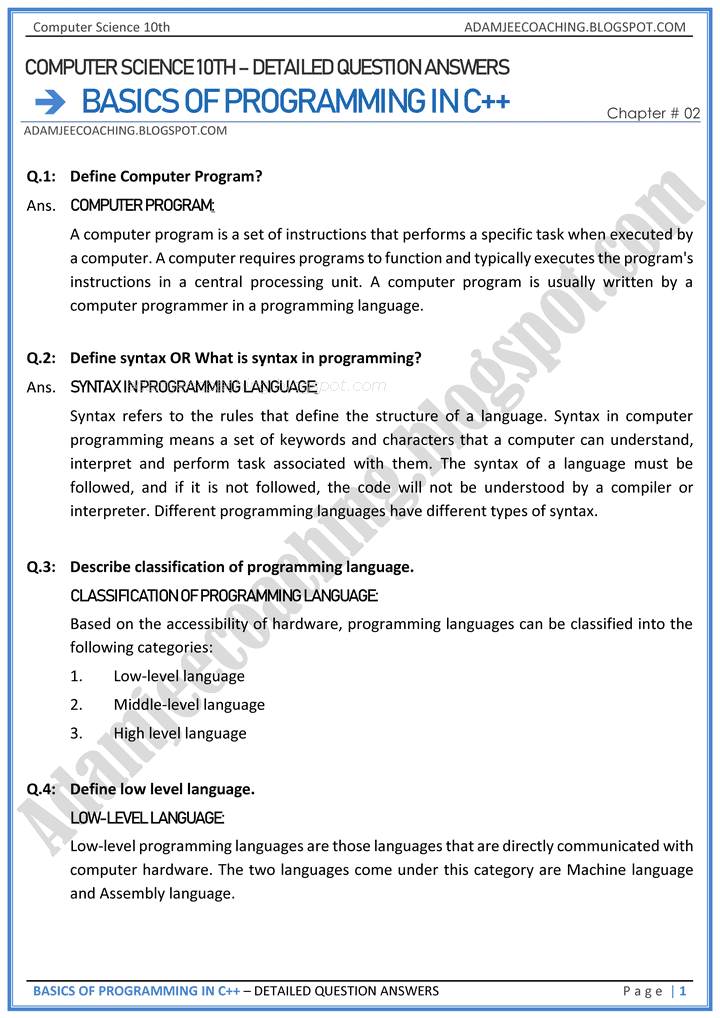 Computer Science 10th ADAMJEECOACHING.BLOGSPOT.COM
COMPUTER SCIENCE 10TH – DETAILED QUESTION ANSWERS
➔ BASICS OF PROGRAMMING IN C++
Chapter # 02
ADAMJEECOACHING.BLOGSPOT.COM
Q.1: Define Computer Program?
Ans. COMPUTER PROGRAM:
A computer program is a set of instructions that performs a specific task when executed by
a computer. A computer requires programs to function and typically executes the program's
instructions in a central processing unit. A computer program is usually written by a
computer programmer in a programming language.
Q.2: Define syntax OR What is syntax in programming?
Ans. SYNTAX IN PROGRAMMING LANGUAGE:
Syntax refers to the rules that define the structure of a language. Syntax in computer
programming means a set of keywords and characters that a computer can understand,
interpret and perform task associated with them. The syntax of a language must be
followed, and if it is not followed, the code will not be understood by a compiler or
interpreter. Different programming languages have different types of syntax.
Q.3: Describe classification of programming language.
CLASSIFICATION OF PROGRAMMING LANGUAGE:
Based on the accessibility of hardware, programming languages can be classified into the
following categories:
1. Low-level language
2. Middle-level language
3. High level language
Q.4: Define low level language.
LOW-LEVEL LANGUAGE:
Low-level programming languages are those languages that are directly communicated with
computer hardware. The two languages come under this category are Machine language
and Assembly language.
Adamjeecoaching.blogspot.com
BASICS OF PROGRAMMING IN C++ – DETAILED QUESTION ANSWERS Page | 1